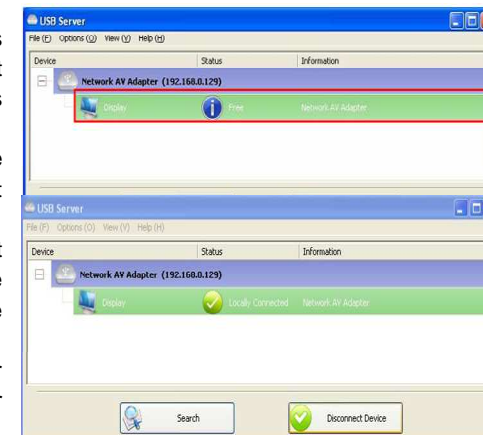 USB Server
File (F) Options (O) View (V) Help (H)
Device Status Information
Network AV Adapter (192.168.0.129)
Display Free Network AV Adapter
USB Server
File (F) Options (O) View (V) Help (H)
Device Status Information
Network AV Adapter (192.168.0.129)
Display Locally Connected Network AV Adapter
Search Disconnect Device